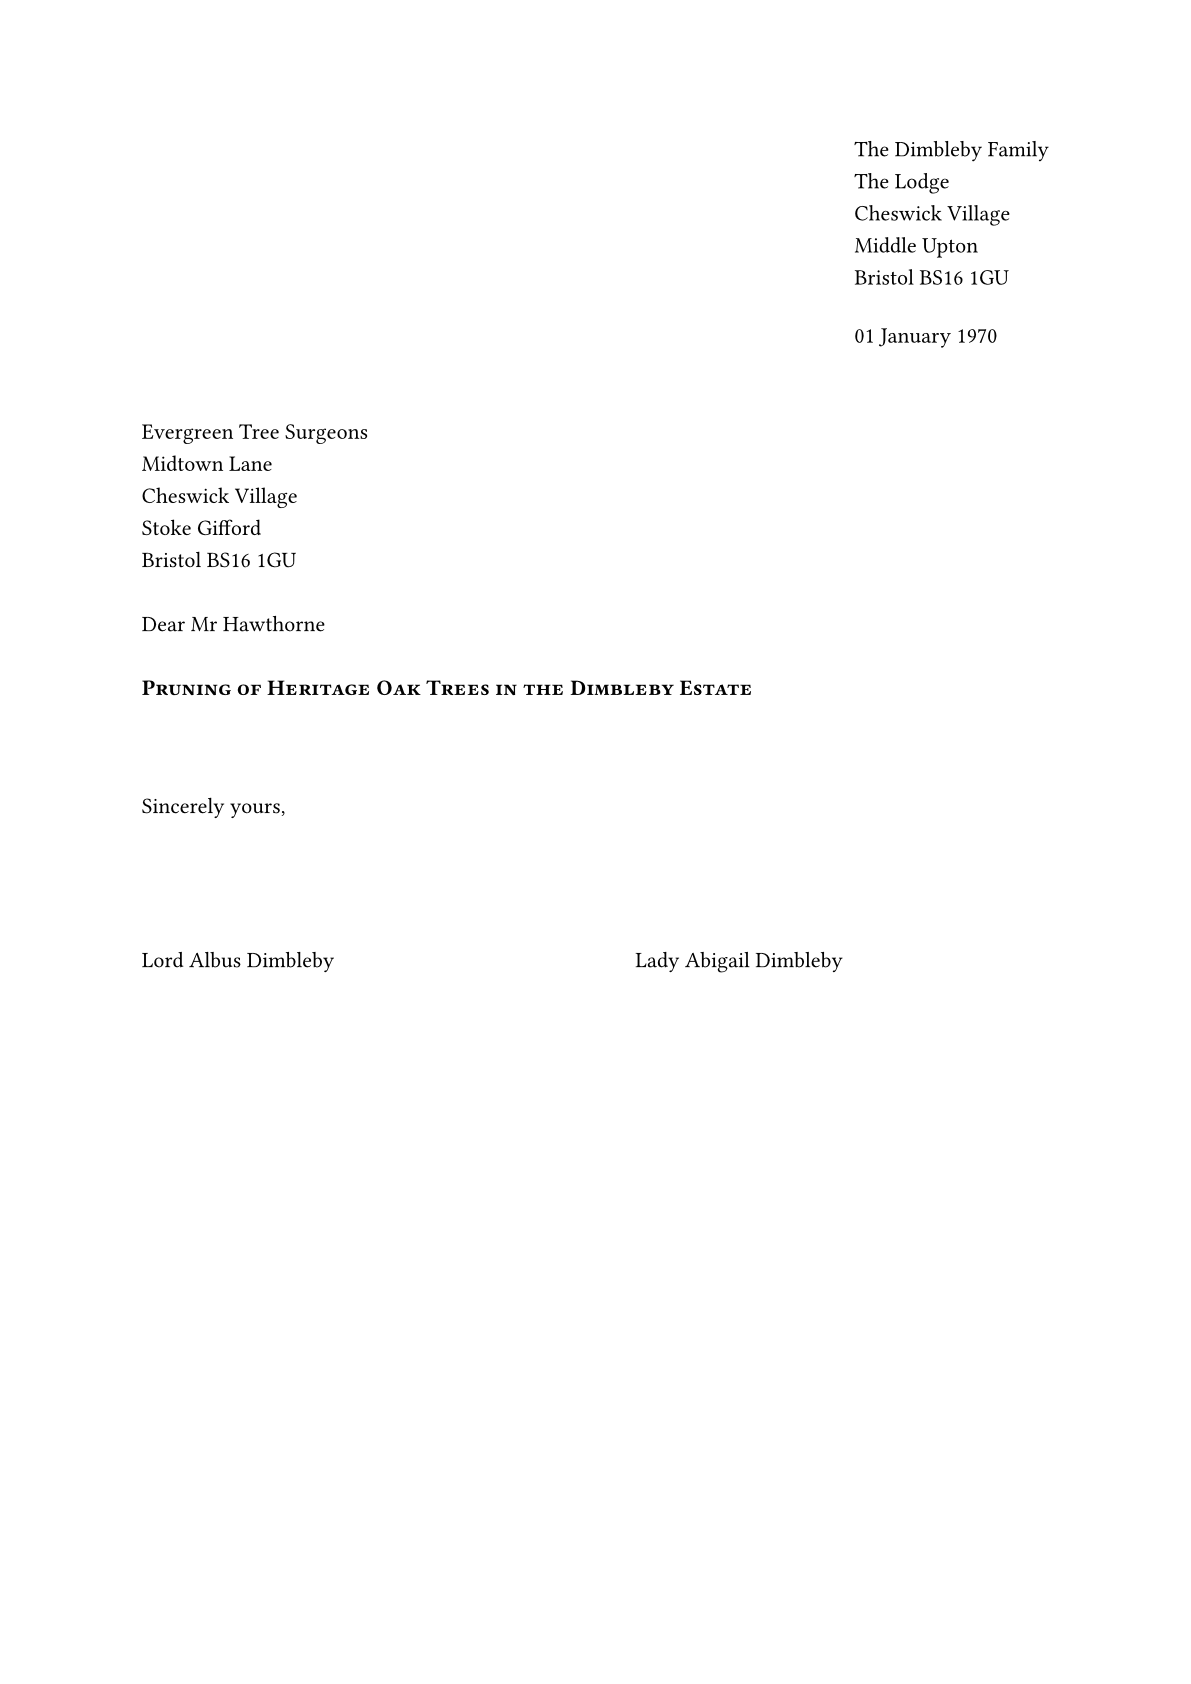 The Dimbleby Family
The Lodge
Cheswick Village
Middle Upton
Bristol BS16 1GU
01 January 1970
Evergreen Tree Surgeons
Midtown Lane
Cheswick Village
Stoke Gifford
Bristol BS16 1GU
Dear Mr Hawthorne
Pruning of Heritage Oak Trees in the Dimbleby Estate
Sincerely yours,
Lord Albus Dimbleby Lady Abigail Dimbleby